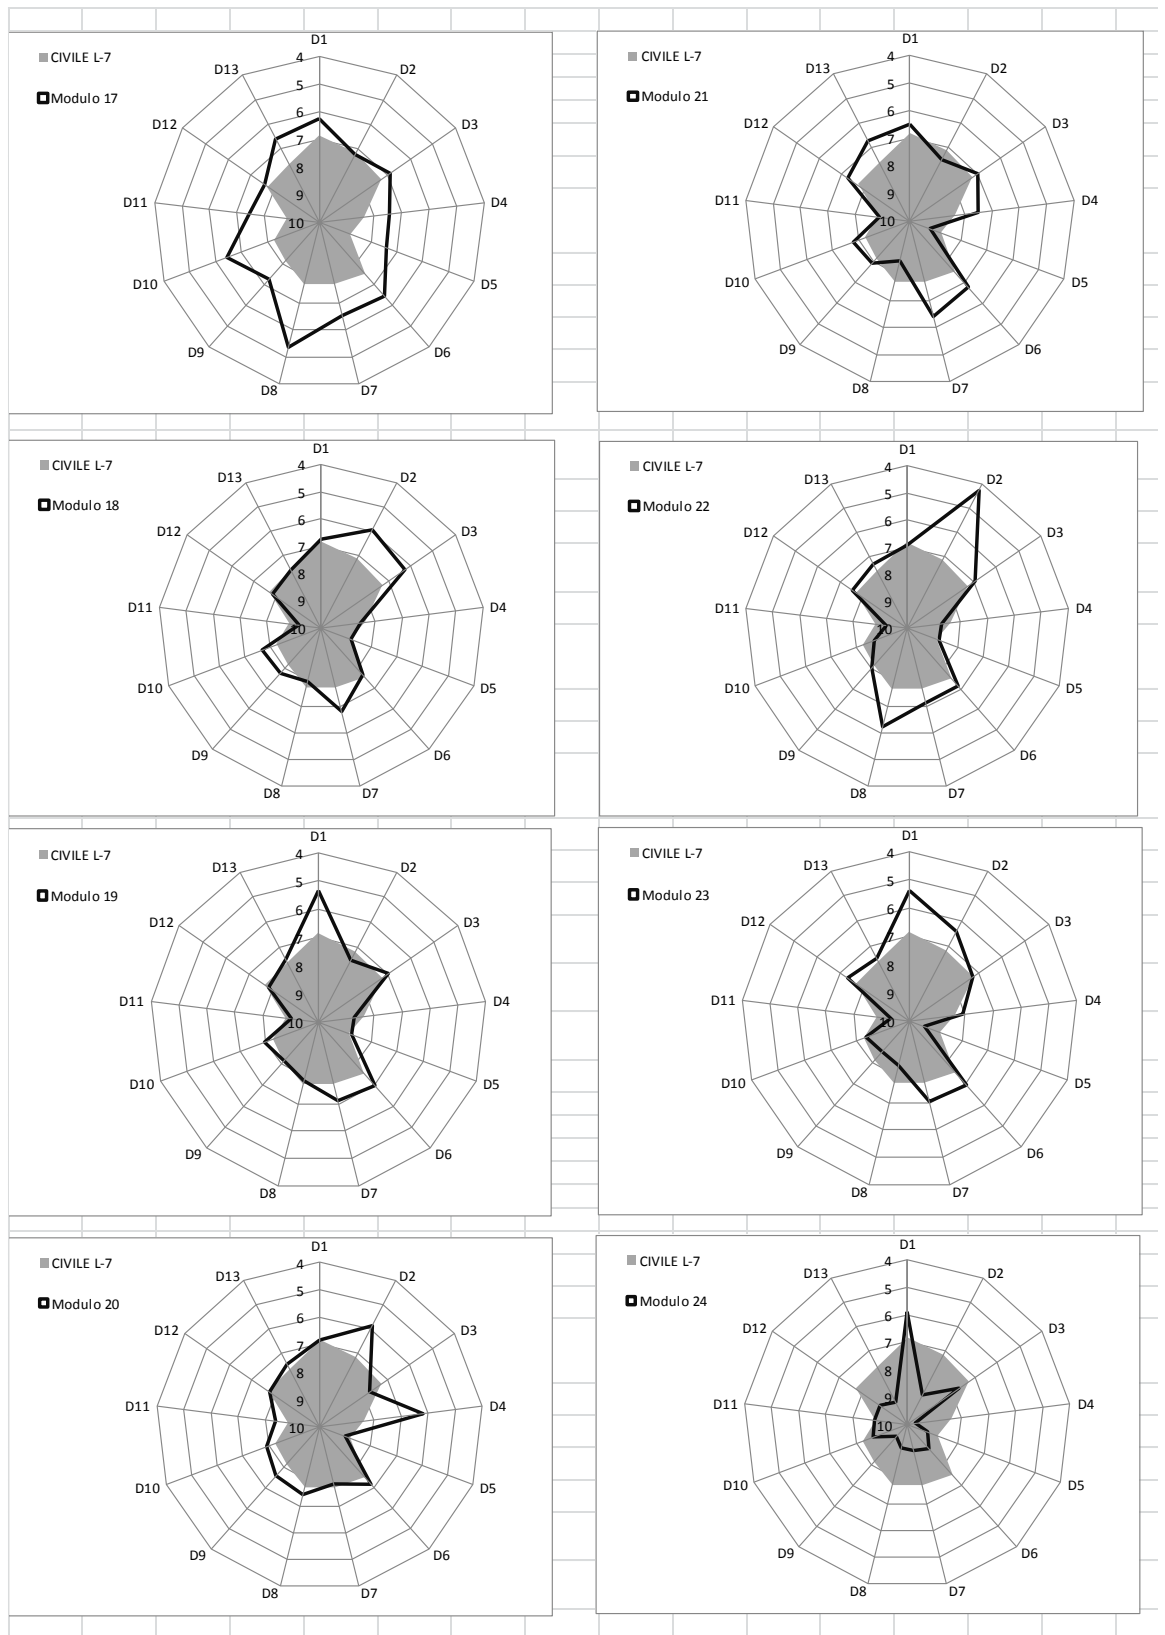 CIVILE L-7
Modulo 17
D1
D2
D3
D4
D5
D6
D7
D8
D9
D10
D11
D12
D13
4
5
6
7
8
9
10
CIVILE L-7
Modulo 21
D1
D2
D3
D4
D5
D6
D7
D8
D9
D10
D11
D12
D13
4
5
6
7
8
9
10
CIVILE L-7
Modulo 18
D1
D2
D3
D4
D5
D6
D7
D8
D9
D10
D11
D12
D13
4
5
6
7
8
9
10
CIVILE L-7
Modulo 22
D1
D2
D3
D4
D5
D6
D7
D8
D9
D10
D11
D12
D13
4
5
6
7
8
9
10
CIVILE L-7
Modulo 19
D1
D2
D3
D4
D5
D6
D7
D8
D9
D10
D11
D12
D13
4
5
6
7
8
9
10
CIVILE L-7
Modulo 23
D1
D2
D3
D4
D5
D6
D7
D8
D9
D10
D11
D12
D13
4
5
6
7
8
9
10
CIVILE L-7
Modulo 20
D1
D2
D3
D4
D5
D6
D7
D8
D9
D10
D11
D12
D13
4
5
6
7
8
9
10
CIVILE L-7
Modulo 24
D1
D2
D3
D4
D5
D6
D7
D8
D9
D10
D11
D12
D13
4
5
6
7
8
9
10